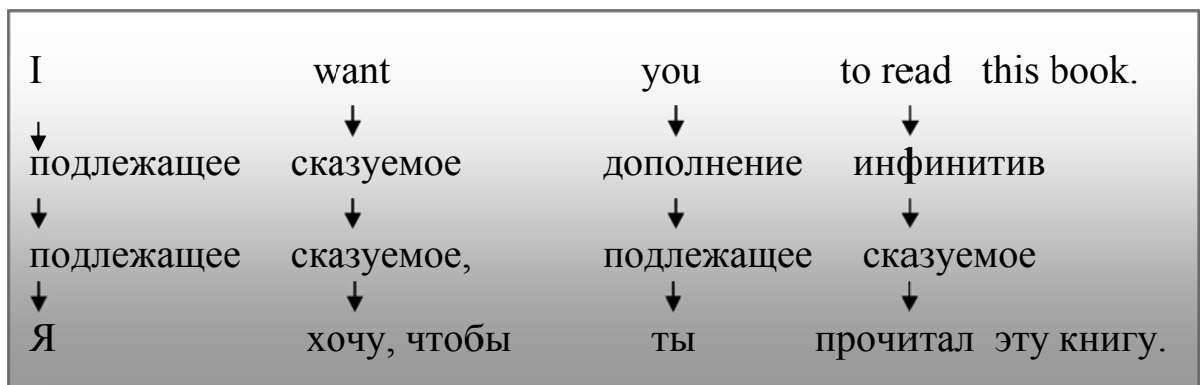 I want you to read this book.
подлежащее сказуемое дополнение инфинитив
подлежащее сказуемое, подлежащее сказуемое
Я хочу, чтобы ты прочитал эту книгу.